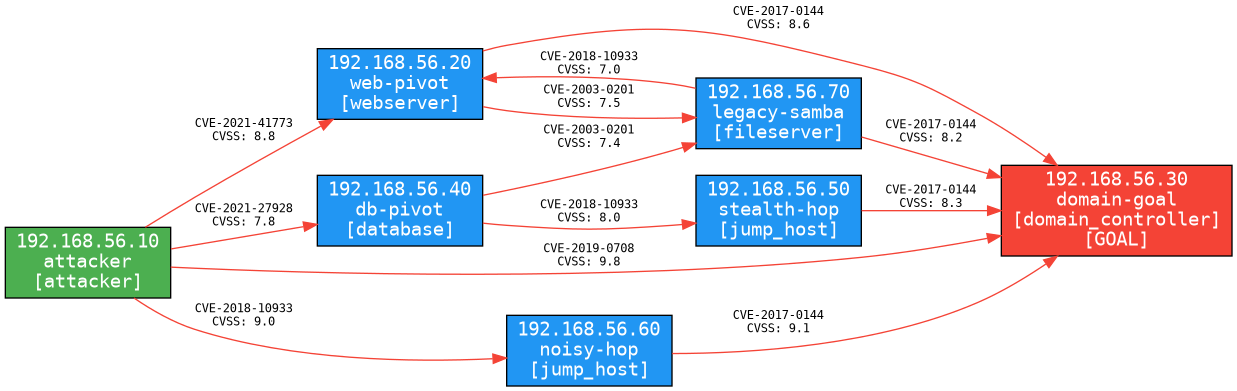 CVE-2017-0144
CVSS: 8.6
192.168.56.20
web-pivot
[webserver]
CVE-2018-10933
CVSS: 7.0
CVE-2003-0201
CVSS: 7.5
192.168.56.70
legacy-samba
[fileserver]
CVE-2021-41773
CVSS: 8.8
CVE-2003-0201
CVSS: 7.4
CVE-2017-0144
CVSS: 8.2
192.168.56.40
db-pivot
[database]
CVE-2021-27928
CVSS: 7.8
CVE-2018-10933
CVSS: 8.0
192.168.56.50
stealth-hop
[jump_host]
CVE-2017-0144
CVSS: 8.3
192.168.56.30
domain-goal
[domain_controller]
[GOAL]
192.168.56.10
attacker
[attacker]
CVE-2019-0708
CVSS: 9.8
CVE-2018-10933
CVSS: 9.0
192.168.56.60
noisy-hop
[jump_host]
CVE-2017-0144
CVSS: 9.1